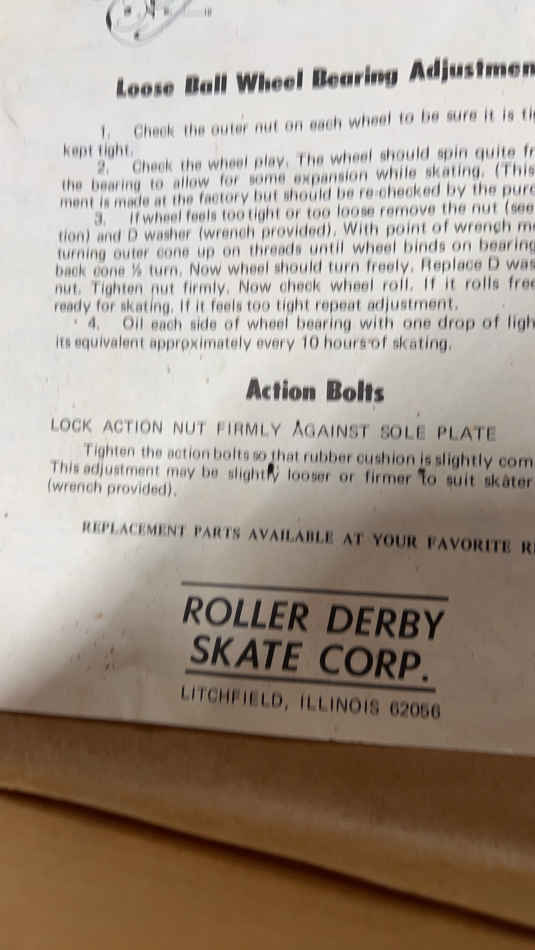 Loose Ball Wheel Bearing Adjustmen
1. Check the outer nut on each wheel to be sure it is ti
kept tight.
2. Check the wheel play. The wheel should spin quite fr
the bearing to allow for some expansion while skating. (This
ment is made at the factory but should be re-checked by the purc
3. If wheel feels too tight or too loose remove the nut (see
tion) and D washer (wrench provided). With point of wrench m
turning outer cone up on threads until wheel binds on bearing
back cone ½ turn. Now wheel should turn freely. Replace D was
nut. Tighten nut firmly. Now check wheel roll. If it rolls free
ready for skating. If it feels too tight repeat adjustment.
4. Oil each side of wheel bearing with one drop of ligh
its equivalent approximately every 10 hours of skating.
Action Bolts
LOCK ACTION NUT FIRMLY AGAINST SOLE PLATE
Tighten the action bolts so that rubber cushion is slightly com
This adjustment may be slightly looser or firmer to suit skater
(wrench provided).
REPLACEMENT PARTS AVAILABLE AT YOUR FAVORITE R
ROLLER DERBY
SKATE CORP.
LITCHFIELD, ILLINOIS 62056